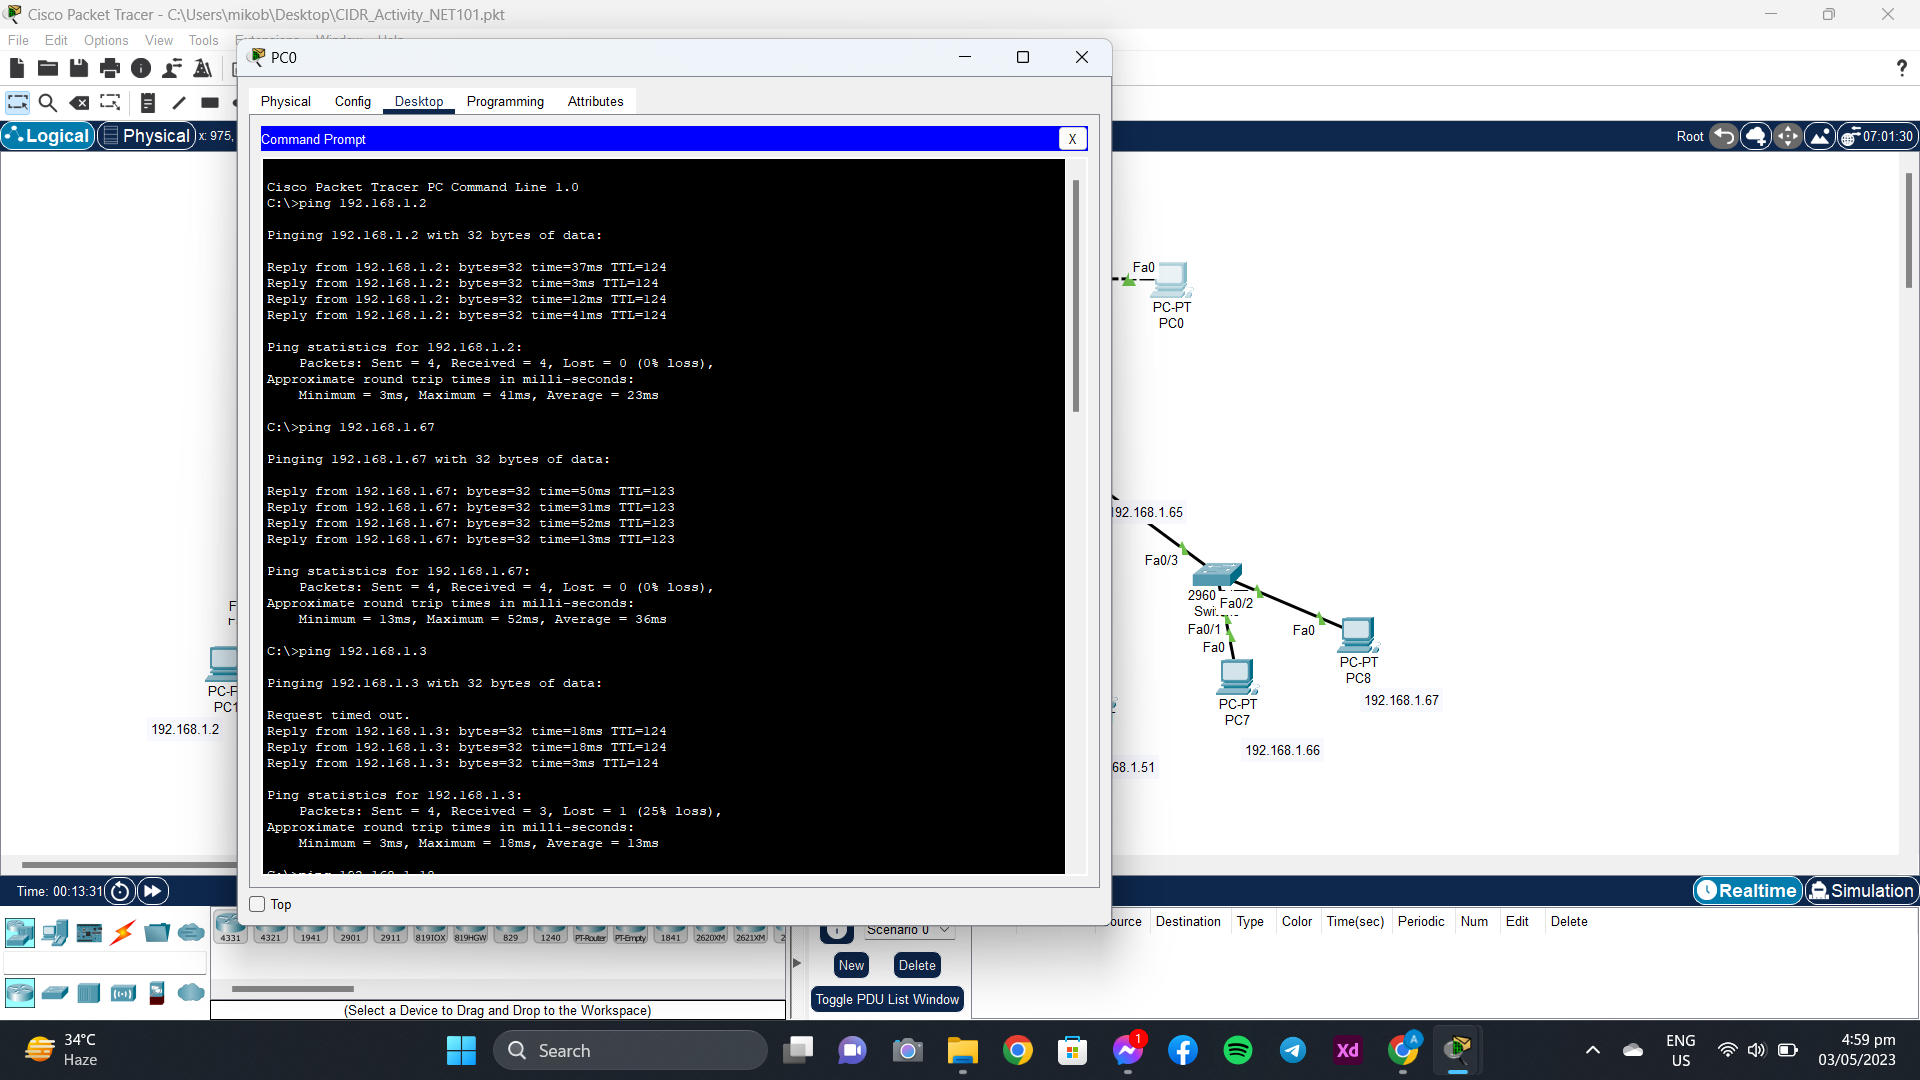 Cisco Packet Tracer - C:\Users\mikob\Desktop\CIDR_Activity_NET101.pkt
File Edit Options View Tools
PC0
Physical Config Desktop Programming Attributes
Command Prompt
X
Logical
Physical
x: 975,
Root
07:01:30
Cisco Packet Tracer PC Command Line 1.0
C:\>ping 192.168.1.2
Pinging 192.168.1.2 with 32 bytes of data:
Reply from 192.168.1.2: bytes=32 time=37ms TTL=124
Reply from 192.168.1.2: bytes=32 time=3ms TTL=124
Reply from 192.168.1.2: bytes=32 time=12ms TTL=124
Reply from 192.168.1.2: bytes=32 time=41ms TTL=124
Ping statistics for 192.168.1.2:
Packets: Sent = 4, Received = 4, Lost = 0 (0% loss),
Approximate round trip times in milli-seconds:
Minimum = 3ms, Maximum = 41ms, Average = 23ms
C:\>ping 192.168.1.67
Pinging 192.168.1.67 with 32 bytes of data:
Reply from 192.168.1.67: bytes=32 time=50ms TTL=123
Reply from 192.168.1.67: bytes=32 time=31ms TTL=123
Reply from 192.168.1.67: bytes=32 time=52ms TTL=123
Reply from 192.168.1.67: bytes=32 time=13ms TTL=123
Ping statistics for 192.168.1.67:
Packets: Sent = 4, Received = 4, Lost = 0 (0% loss),
Approximate round trip times in milli-seconds:
Minimum = 13ms, Maximum = 52ms, Average = 36ms
C:\>ping 192.168.1.3
Pinging 192.168.1.3 with 32 bytes of data:
Request timed out.
Reply from 192.168.1.3: bytes=32 time=18ms TTL=124
Reply from 192.168.1.3: bytes=32 time=18ms TTL=124
Reply from 192.168.1.3: bytes=32 time=3ms TTL=124
Ping statistics for 192.168.1.3:
Packets: Sent = 4, Received = 3, Lost = 1 (25% loss),
Approximate round trip times in milli-seconds:
Minimum = 3ms, Maximum = 18ms, Average = 13ms
Top
PC1
192.168.1.2
Fa0
PC-PT
PC0
192.168.1.65
Fa0/3
2960
Fa0/2
Fa0/1
Fa0
Fa0
PC-PT
PC8
192.168.1.67
PC-PT
PC7
192.168.1.66
68.1.51
Time: 00:13:31
Realtime
Simulation
4331 4321 1941 2901 2911 819IOX 819HGW 829 1240 PT-Router PT-Empty 1841 2620XM 2621XM
(Select a Device to Drag and Drop to the Workspace)
Scenario 0
New
Delete
Toggle PDU List Window
ource Destination Type Color Time(sec) Periodic Num Edit Delete
34°C
Haze
Search
1
Xd
A
ENG
US
4:59 pm
03/05/2023